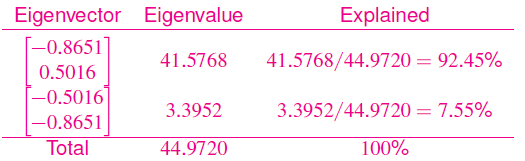 Eigenvector Eigenvalue Explained
[−0.8651
0.5016] 41.5768 41.5768/44.9720 = 92.45%
[−0.5016
−0.8651] 3.3952 3.3952/44.9720 = 7.55%
Total 44.9720 100%